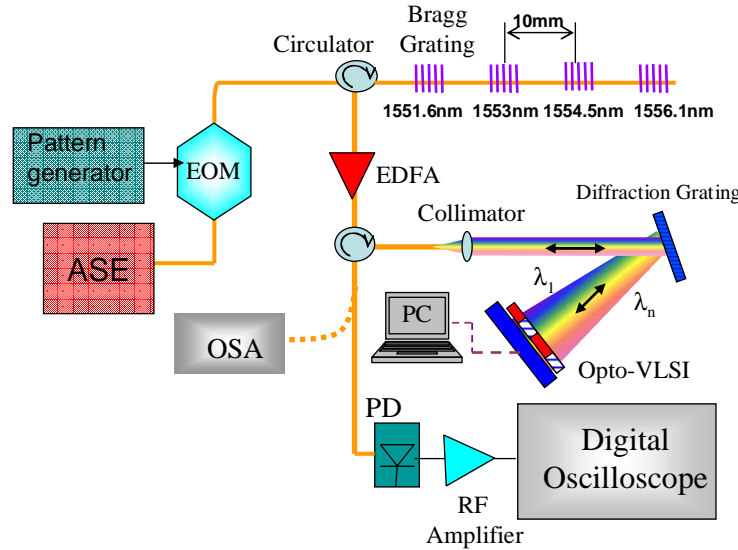 Bragg
Grating
10mm
Circulator
1551.6nm
1553nm
1554.5nm
1556.1nm
Pattern
generator
EOM
EDFA
Collimator
Diffraction Grating
ASE
λ1
λn
PC
OSA
Opto-VLSI
PD
Digital
Oscilloscope
RF
Amplifier